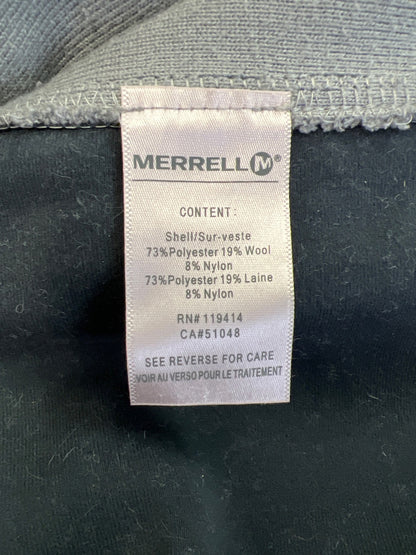 MERRELL M®
CONTENT:
Shell/Sur-veste
73%Polyester 19% Wool
8% Nylon
73%Polyester 19% Laine
8% Nylon
RN# 119414
CA#51048
SEE REVERSE FOR CARE
VOIR AU VERSO POUR LE TRAITEMENT